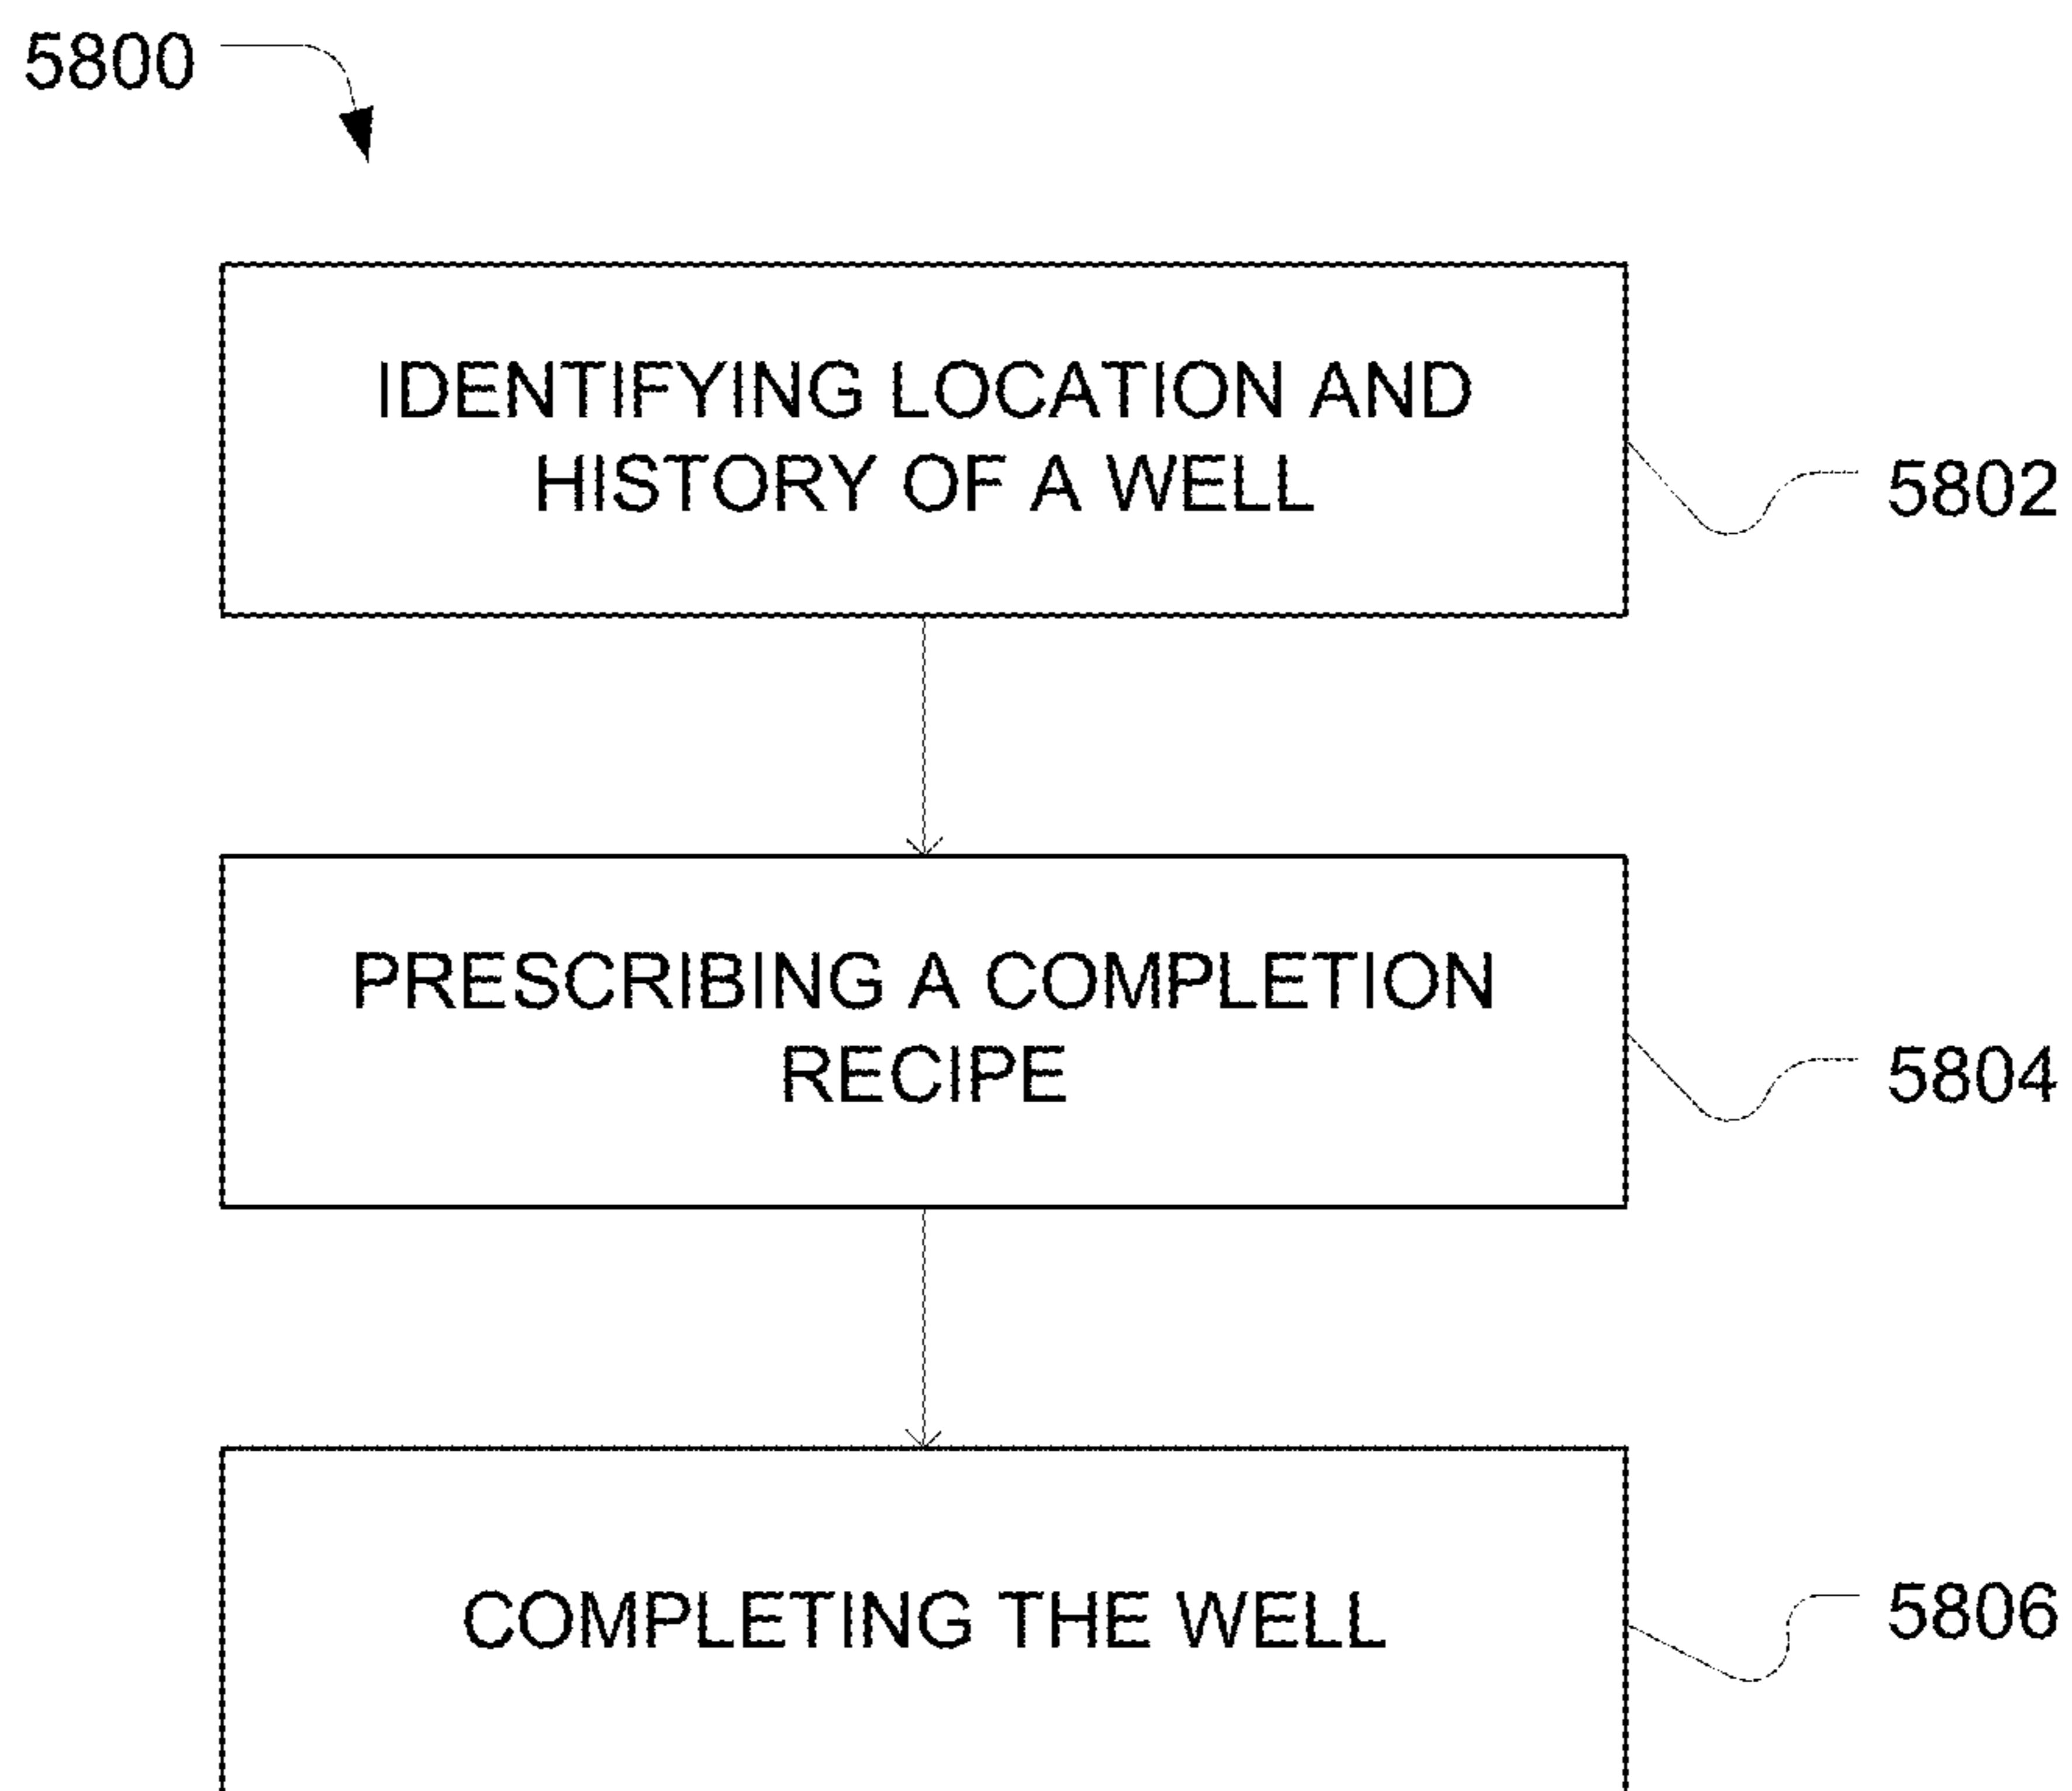 5800
IDENTIFYING LOCATION AND
HISTORY OF A WELL
5802
PRESCRIBING A COMPLETION
RECIPE
5804
COMPLETING THE WELL
5806